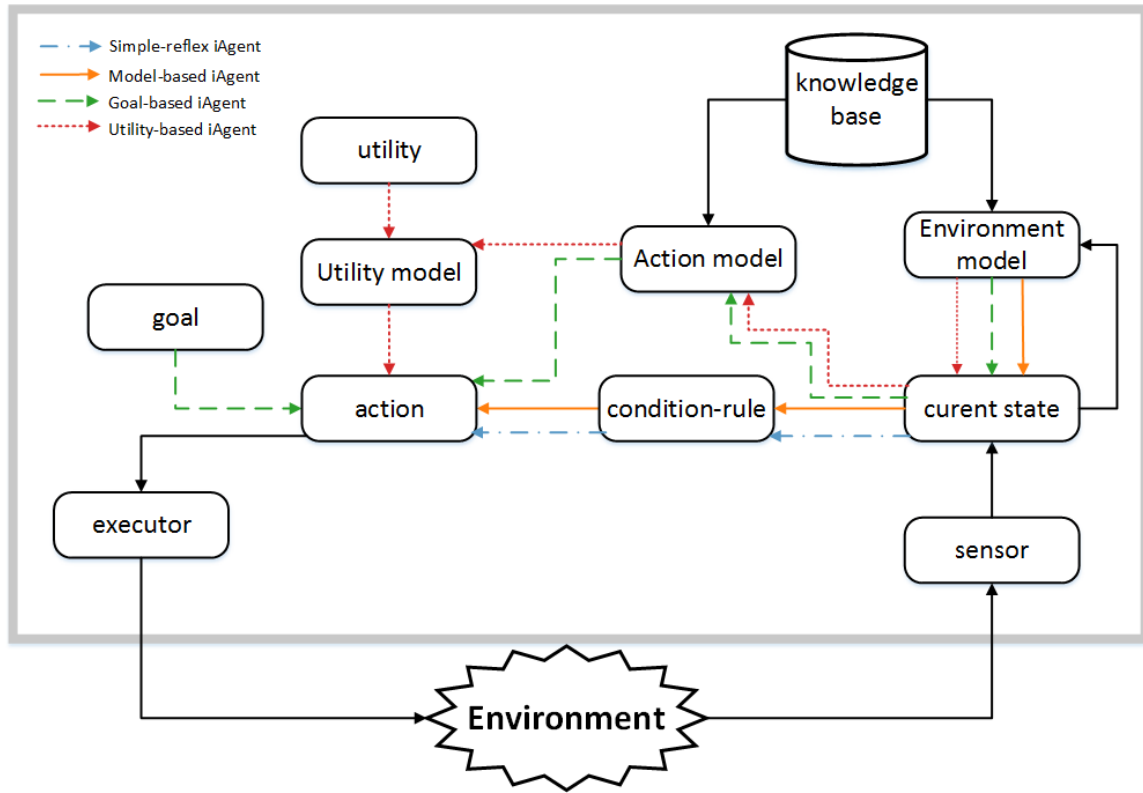 Simple-reflex iAgent
Model-based iAgent
Goal-based iAgent
Utility-based iAgent
knowledge
base
utility
Utility model
Action model
Environment
model
goal
action
condition-rule
curent state
executor
sensor
Environment